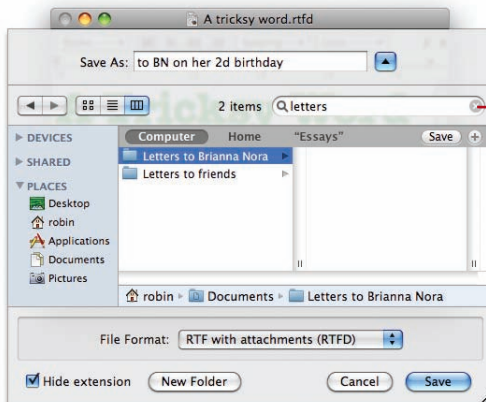 A tricksy word.rtfd
Save As: to BN on her 2d birthday
2 items letters
DEVICES
SHARED
PLACES
Desktop
robin
Applications
Documents
Pictures
Computer Home "Essays" Save
Letters to Brianna Nora
Letters to friends
robin Documents Letters to Brianna Nora
File Format: RTF with attachments (RTFD)
Hide extension New Folder Cancel Save